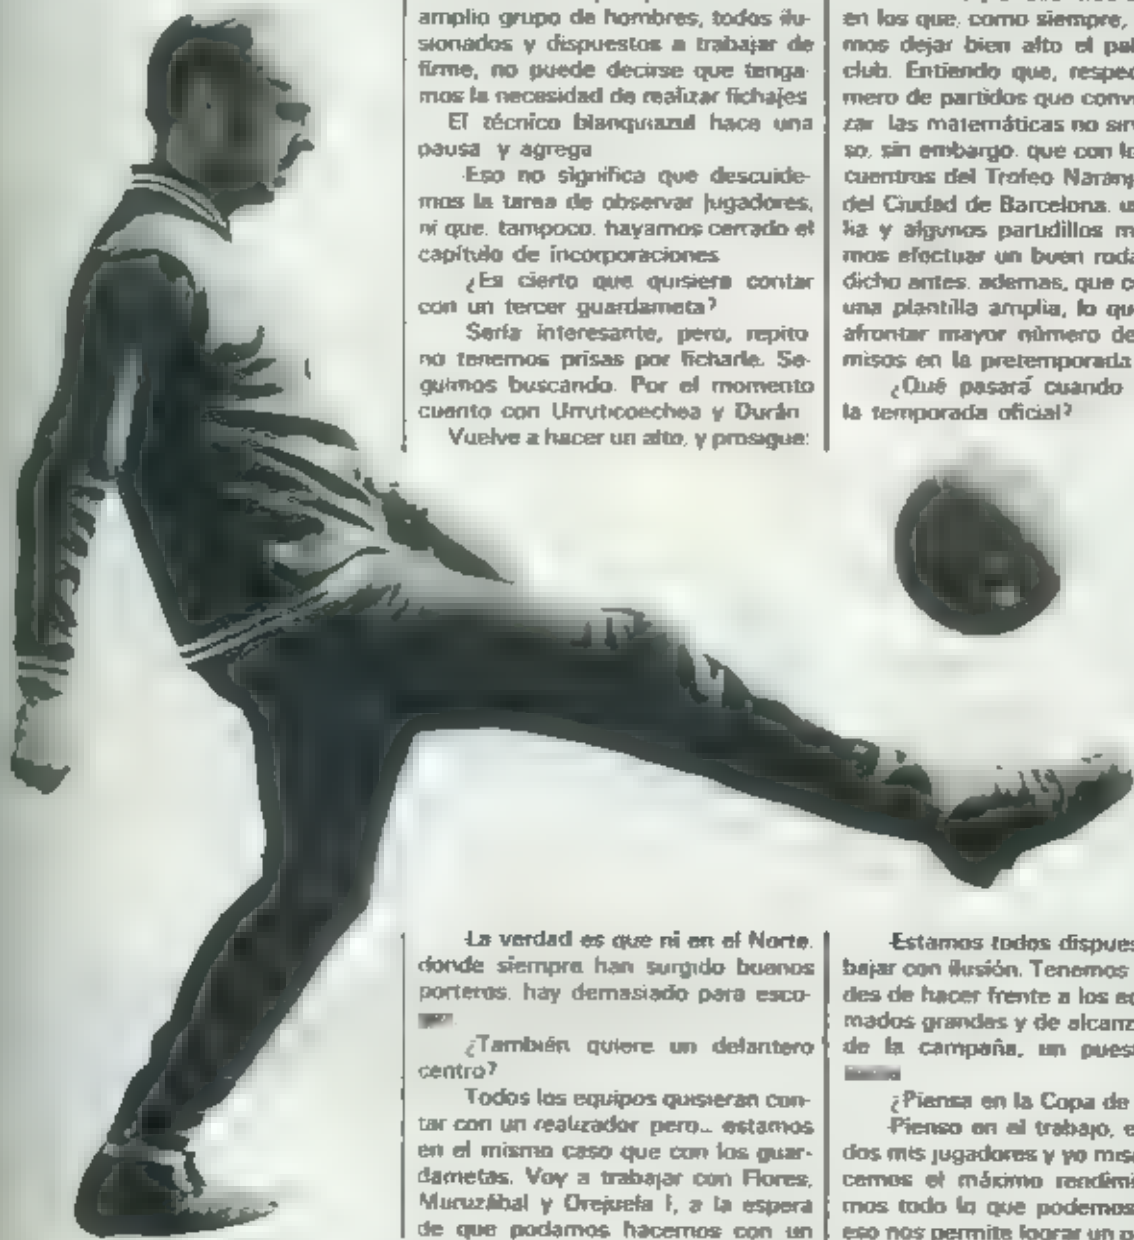 amplio grupo de hombres, todos ilu-
sionados y dispuestos a trabajar de
firme, no puede decirse que tenga-
mos la necesidad de realizar fichajes
El técnico blanquiazul hace una
pausa y agrega
-Eso no significa que descuide-
mos la tarea de observar jugadores,
ni que, tampoco, hayamos cerrado el
capítulo de incorporaciones
¿Es cierto que quisiera contar
con un tercer guardameta?
Sería interesante, pero, repito
no tenemos prisas por ficharle. Se-
guimos buscando. Por el momento
cuento con Urruticoechea y Durán
Vuelve a hacer un alto, y prosigue:
-La verdad es que ni en el Norte,
donde siempre han surgido buenos
porteros, hay demasiado para esco-
¿También quiere un delantero
centro?
Todos los equipos quisieran con-
tar con un realizador pero... estamos
en el mismo caso que con los guar-
dametas. Voy a trabajar con Flores,
Muruzábal y Orejuela I, a la espera
de que podamos hacernos con un
en los que, como siempre,
mos dejar bien alto el pab
club. Entiendo que, respec
mero de partidos que conv
zar las matemáticas no sir
so, sin embargo, que con lo
cuentros del Trofeo Naranj
del Ciudad de Barcelona, u
lia y algunos partidillos m
mos efectuar un buen roda
dicho antes, ademas, que c
una plantilla amplia, lo qu
afrontar mayor número de
misos en la pretemporada
¿Qué pasará cuando
la temporada oficial?
-Estamos todos dispues
bajar con ilusión. Tenemos
des de hacer frente a los eq
mados grandes y de alcanz
de la campaña, un pues
¿Piensa en la Copa de
-Pienso en el trabajo, e
dos mis jugadores y yo mis
cemos el máximo rendimi
mos todo lo que podemos
eso nos permite lograr un p